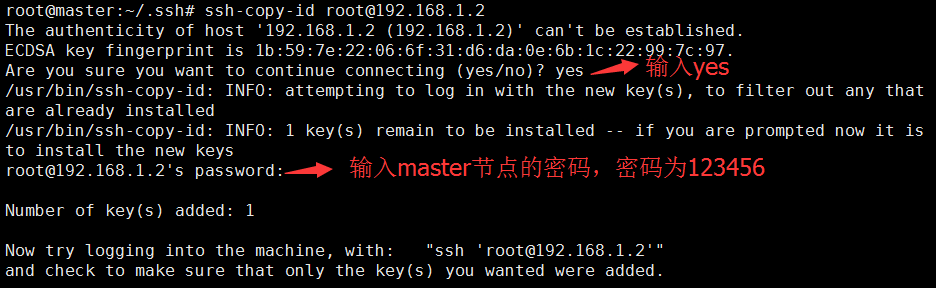 root@master:~/.ssh# ssh-copy-id root@192.168.1.2
The authenticity of host '192.168.1.2 (192.168.1.2)' can't be established.
ECDSA key fingerprint is 1b:59:7e:22:06:6f:31:d6:da:0e:6b:1c:22:99:7c:97.
Are you sure you want to continue connecting (yes/no)? yes 输入yes
/usr/bin/ssh-copy-id: INFO: attempting to log in with the new key(s), to filter out any that
are already installed
/usr/bin/ssh-copy-id: INFO: 1 key(s) remain to be installed -- if you are prompted now it is
to install the new keys
root@192.168.1.2's password: 输入master节点的密码，密码为123456
Number of key(s) added: 1
Now try logging into the machine, with:   "ssh 'root@192.168.1.2'"
and check to make sure that only the key(s) you wanted were added.